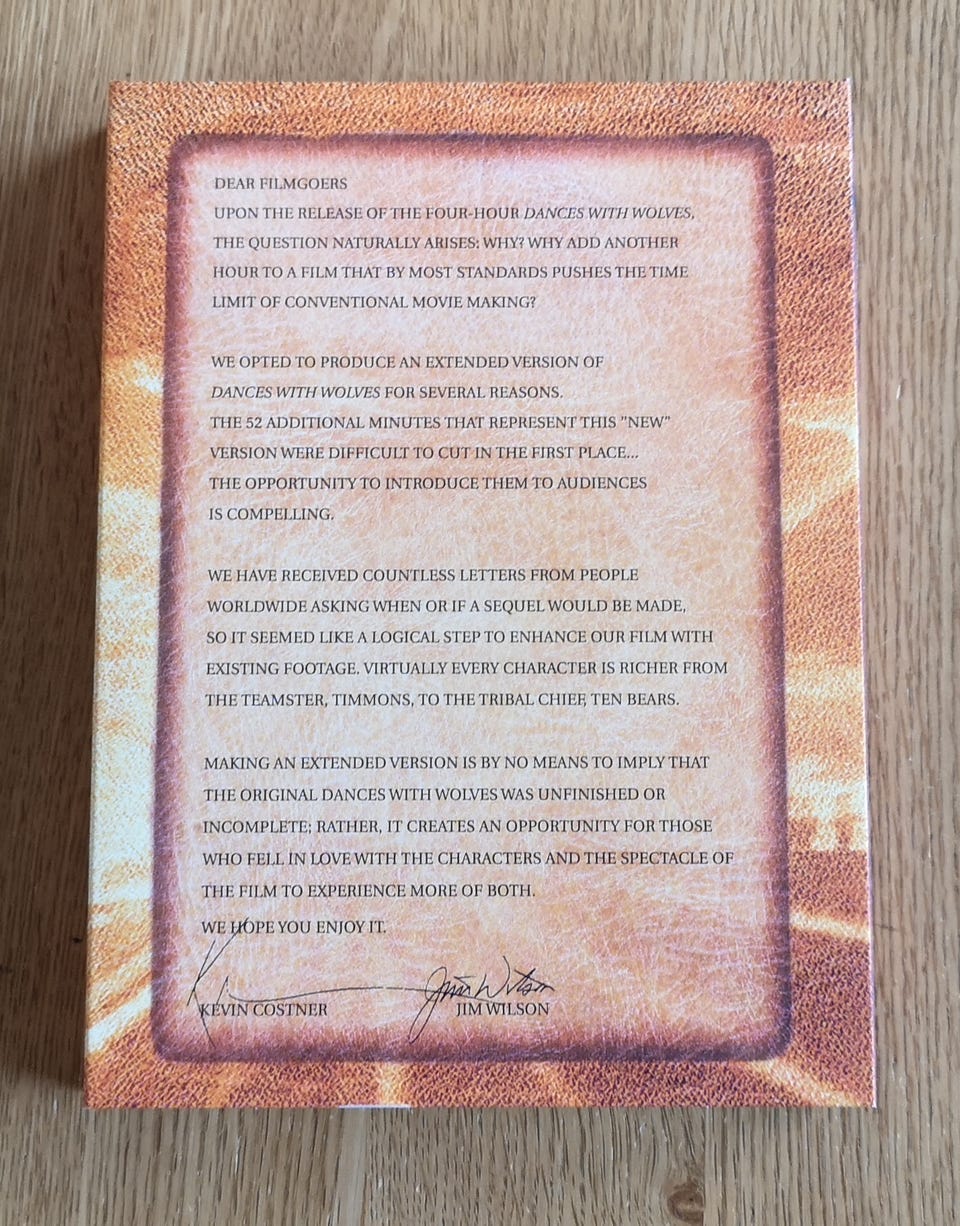 DEAR FILMGOERS
UPON THE RELEASE OF THE FOUR-HOUR DANCES WITH WOLVES,
THE QUESTION NATURALLY ARISES: WHY? WHY ADD ANOTHER
HOUR TO A FILM THAT BY MOST STANDARDS PUSHES THE TIME
LIMIT OF CONVENTIONAL MOVIE MAKING?
WE OPTED TO PRODUCE AN EXTENDED VERSION OF
DANCES WITH WOLVES FOR SEVERAL REASONS.
THE 52 ADDITIONAL MINUTES THAT REPRESENT THIS "NEW"
VERSION WERE DIFFICULT TO CUT IN THE FIRST PLACE...
THE OPPORTUNITY TO INTRODUCE THEM TO AUDIENCES
IS COMPELLING.
WE HAVE RECEIVED COUNTLESS LETTERS FROM PEOPLE
WORLDWIDE ASKING WHEN OR IF A SEQUEL WOULD BE MADE,
SO IT SEEMED LIKE A LOGICAL STEP TO ENHANCE OUR FILM WITH
EXISTING FOOTAGE. VIRTUALLY EVERY CHARACTER IS RICHER FROM
THE TEAMSTER, TIMMONS, TO THE TRIBAL CHIEF, TEN BEARS.
MAKING AN EXTENDED VERSION IS BY NO MEANS TO IMPLY THAT
THE ORIGINAL DANCES WITH WOLVES WAS UNFINISHED OR
INCOMPLETE; RATHER, IT CREATES AN OPPORTUNITY FOR THOSE
WHO FELL IN LOVE WITH THE CHARACTERS AND THE SPECTACLE OF
THE FILM TO EXPERIENCE MORE OF BOTH.
WE HOPE YOU ENJOY IT.
Jim Wilson
KEVIN COSTNER JIM WILSON